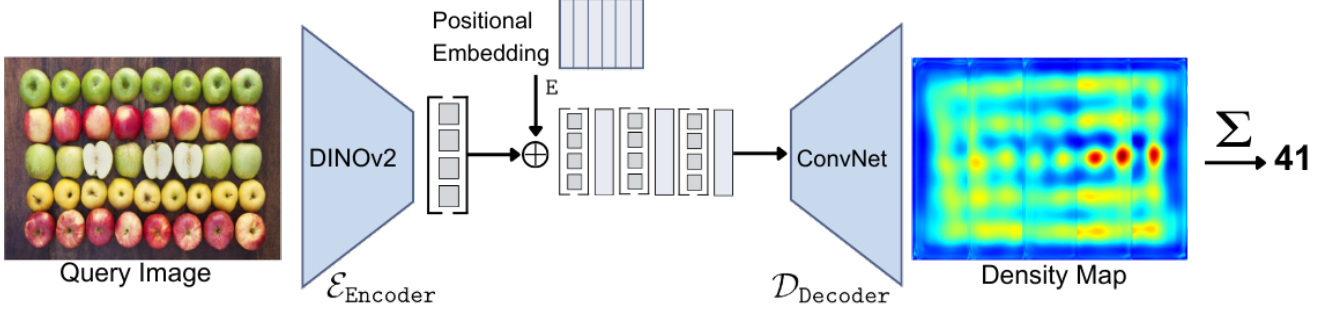 Positional
Embedding
E
DINOv2
ConvNet
∑
41
Query Image
ℰEncoder
𝒟Decoder
Density Map